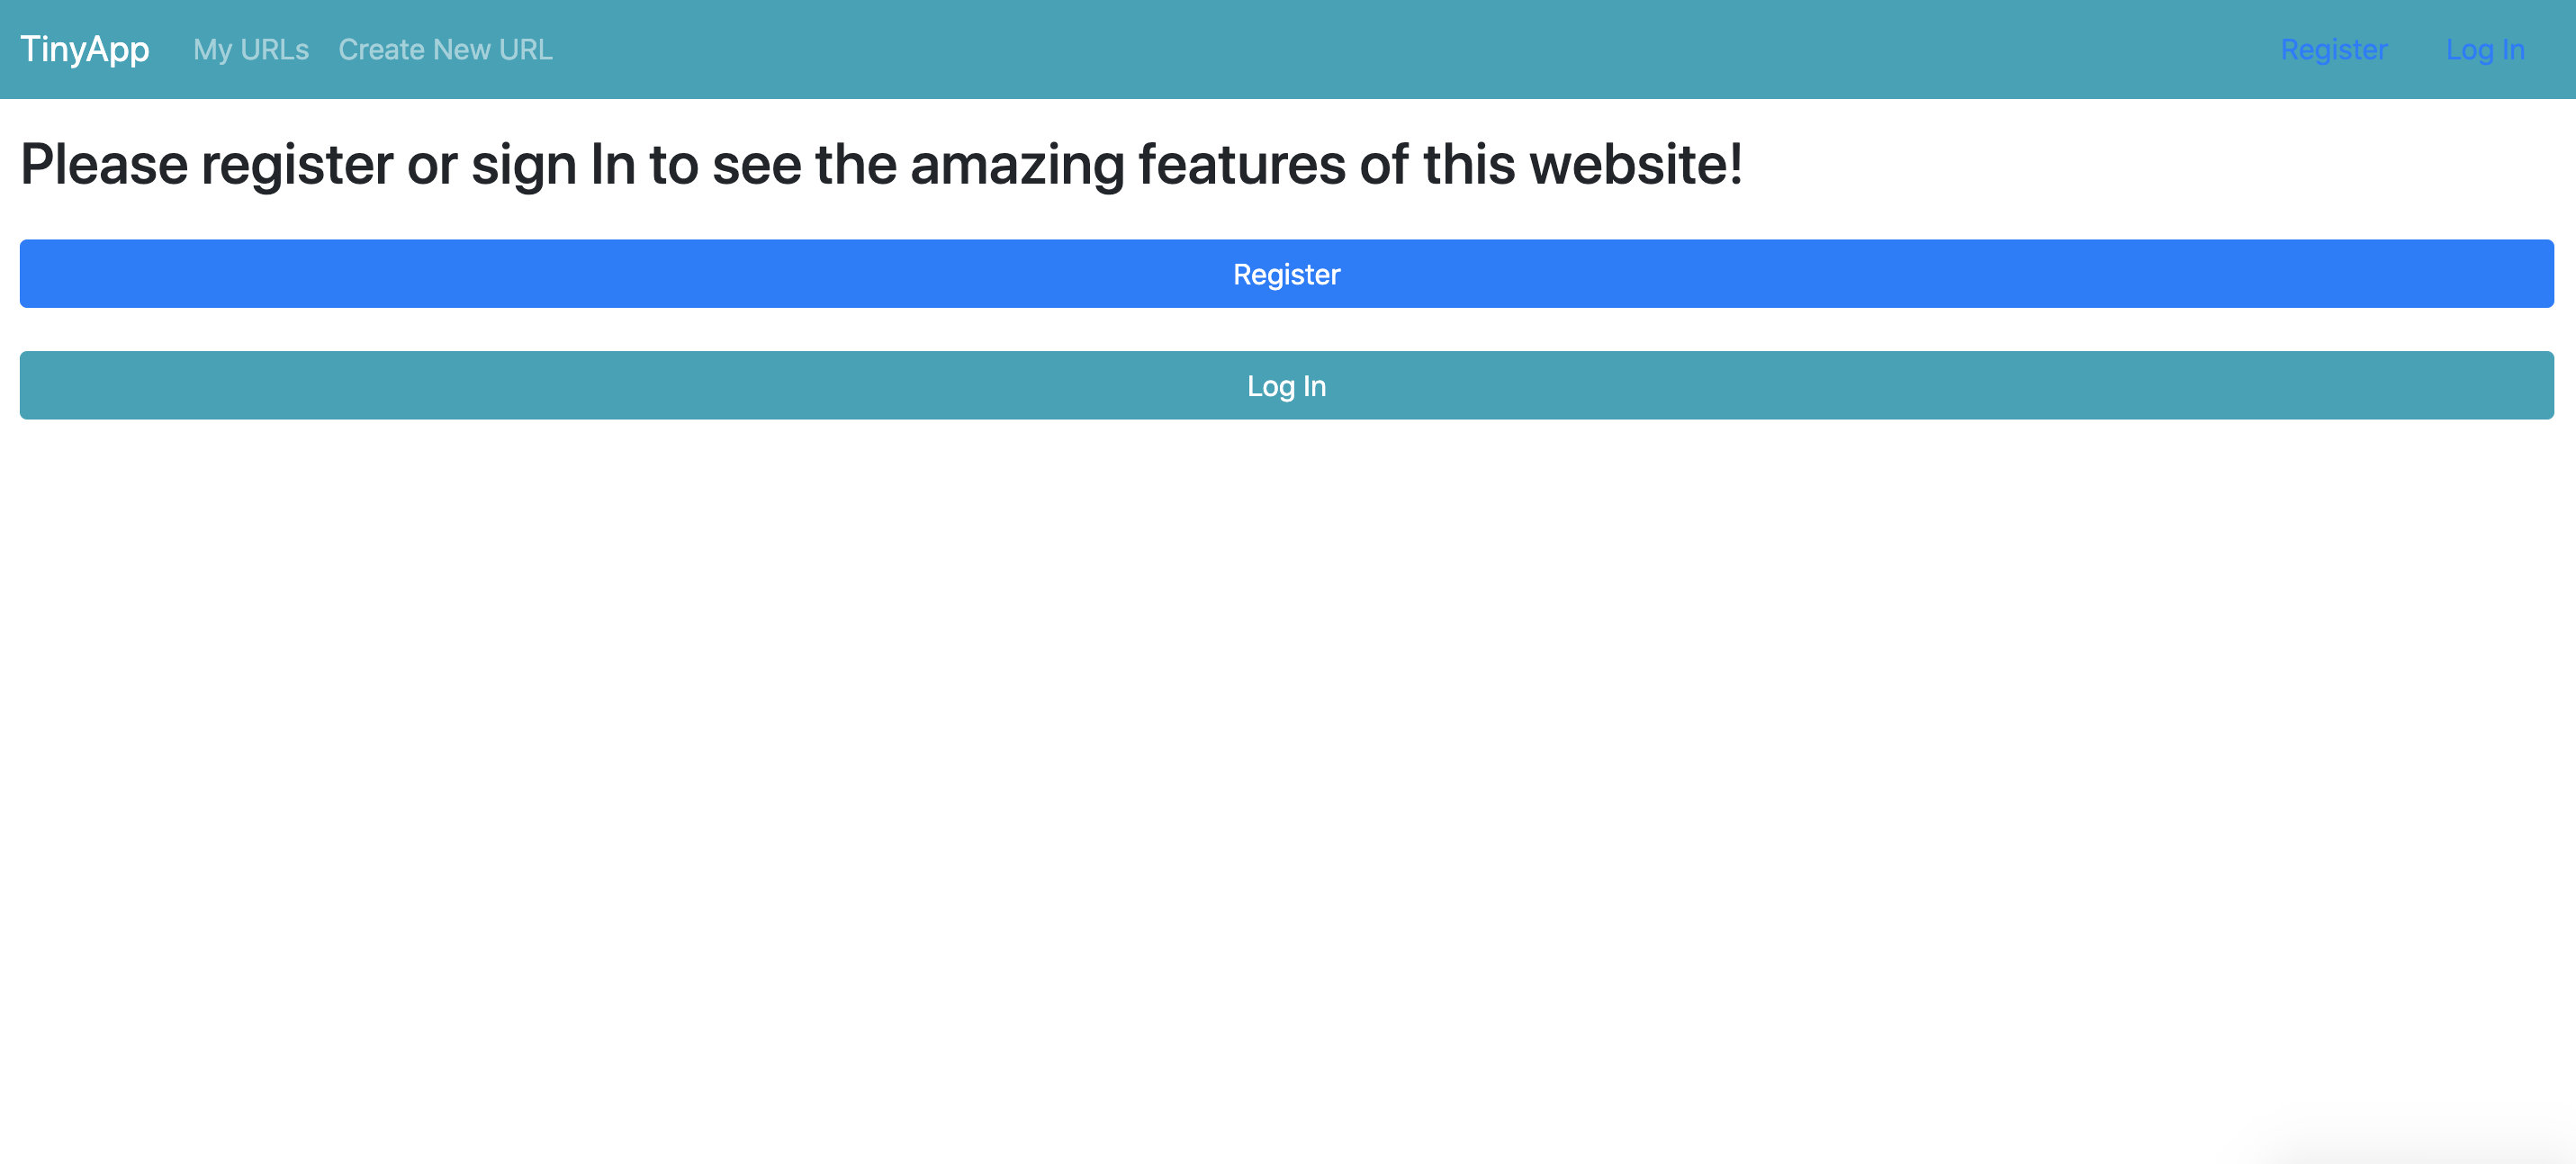 TinyApp My URLs Create New URL Register Log In
Please register or sign In to see the amazing features of this website!
Register
Log In